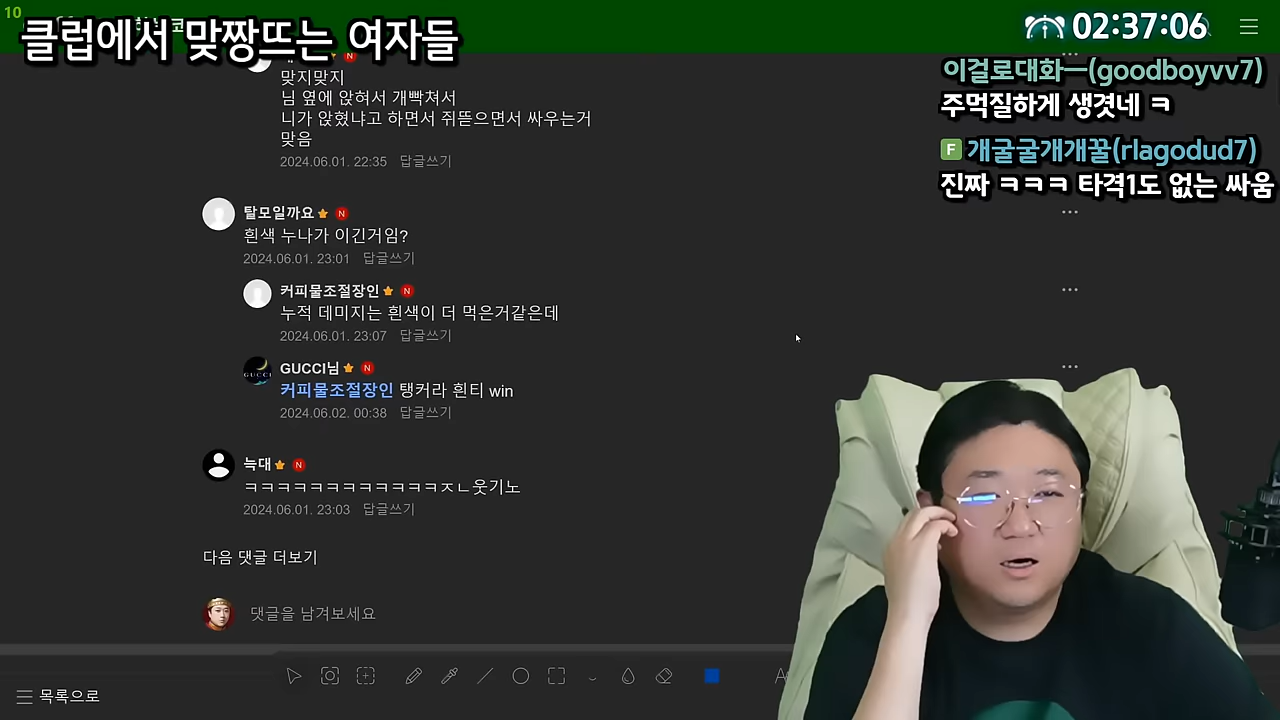 10
클럽에서 맞짱뜨는 여자들
02:37:06
이걸로대화—(goodboyvv7)
주먹질하게 생겻네 ㅋ
F 개굴굴개개꿀(rlagodud7)
진짜 ㅋㅋㅋ 타격1도 없는 싸움
N
맞지맞지
님 옆에 앉혀서 개빡쳐서
니가 앉혔냐고 하면서 쥐뜯으면서 싸우는거
맞음
2024.06.01. 22:35 답글쓰기
탈모일까요 N
흰색 누나가 이긴거임?
2024.06.01. 23:01 답글쓰기
커피물조절장인 N
누적 데미지는 흰색이 더 먹은거같은데
2024.06.01. 23:07 답글쓰기
GUCCI
GUCCI님 N
커피물조절장인 탱커라 흰티 win
2024.06.02. 00:38 답글쓰기
늑대 N
ㅋㅋㅋㅋㅋㅋㅋㅋㅋㅋㅋㅋㅈㄴ웃기노
2024.06.01. 23:03 답글쓰기
다음 댓글 더보기
댓글을 남겨보세요
목록으로